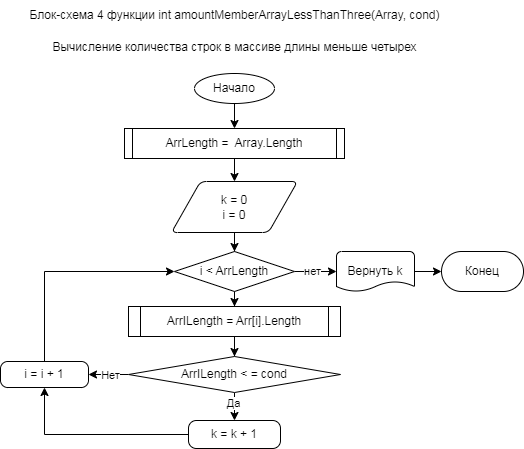 Блок-схема 4 функции int amountMemberArrayLessThanThree(Array, cond)
Вычисление количества строк в массиве длины меньше четырех
Начало
ArrLength = Array.Length
k = 0
i = 0
i < ArrLength
нет
Вернуть k
Конец
ArrILength = Arr[i].Length
i = i + 1
Нет
ArrILength < = cond
Да
k = k + 1